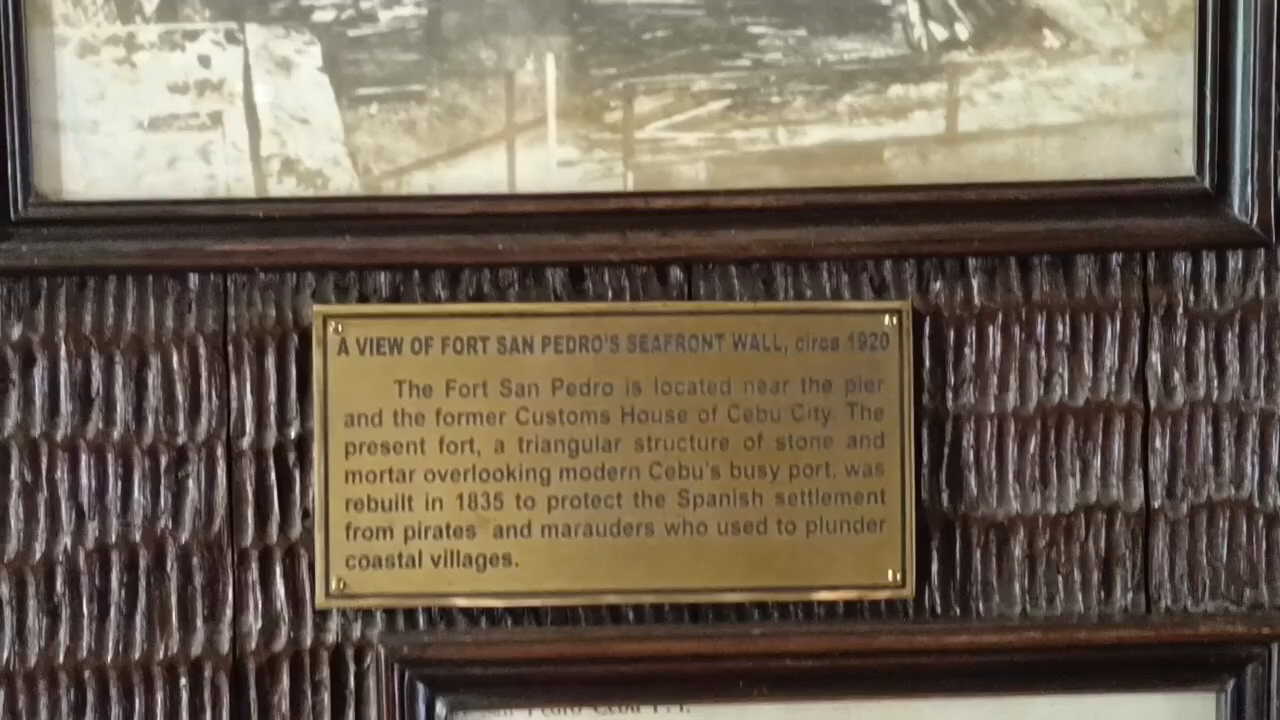 A VIEW OF FORT SAN PEDRO'S SEAFRONT WALL, circa 1920
The Fort San Pedro is located near the pier
and the former Customs House of Cebu City. The
present fort, a triangular structure of stone and
mortar overlooking modern Cebu's busy port, was
rebuilt in 1835 to protect the Spanish settlement
from pirates and marauders who used to plunder
coastal villages.